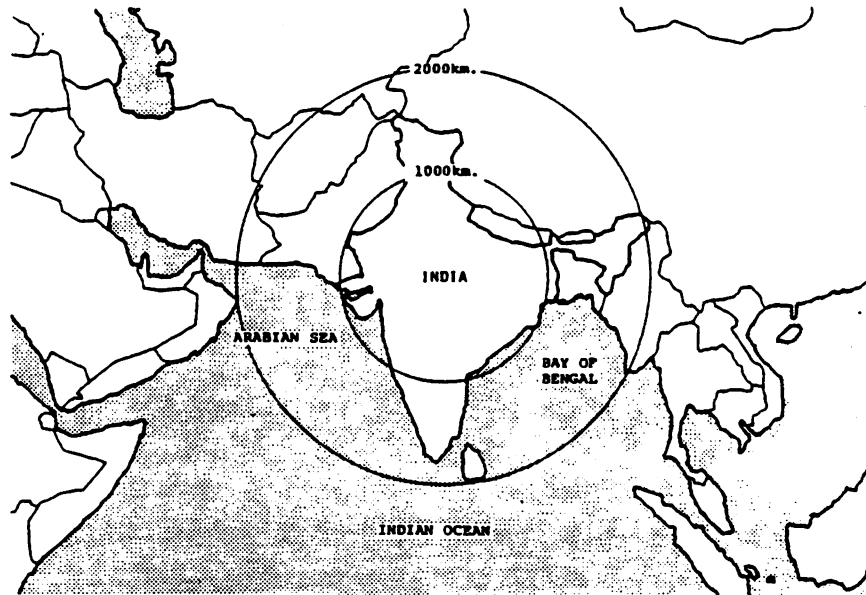 2000km.
1000km.
INDIA
ARABIAN SEA
BAY OF
BENGAL
INDIAN OCEAN